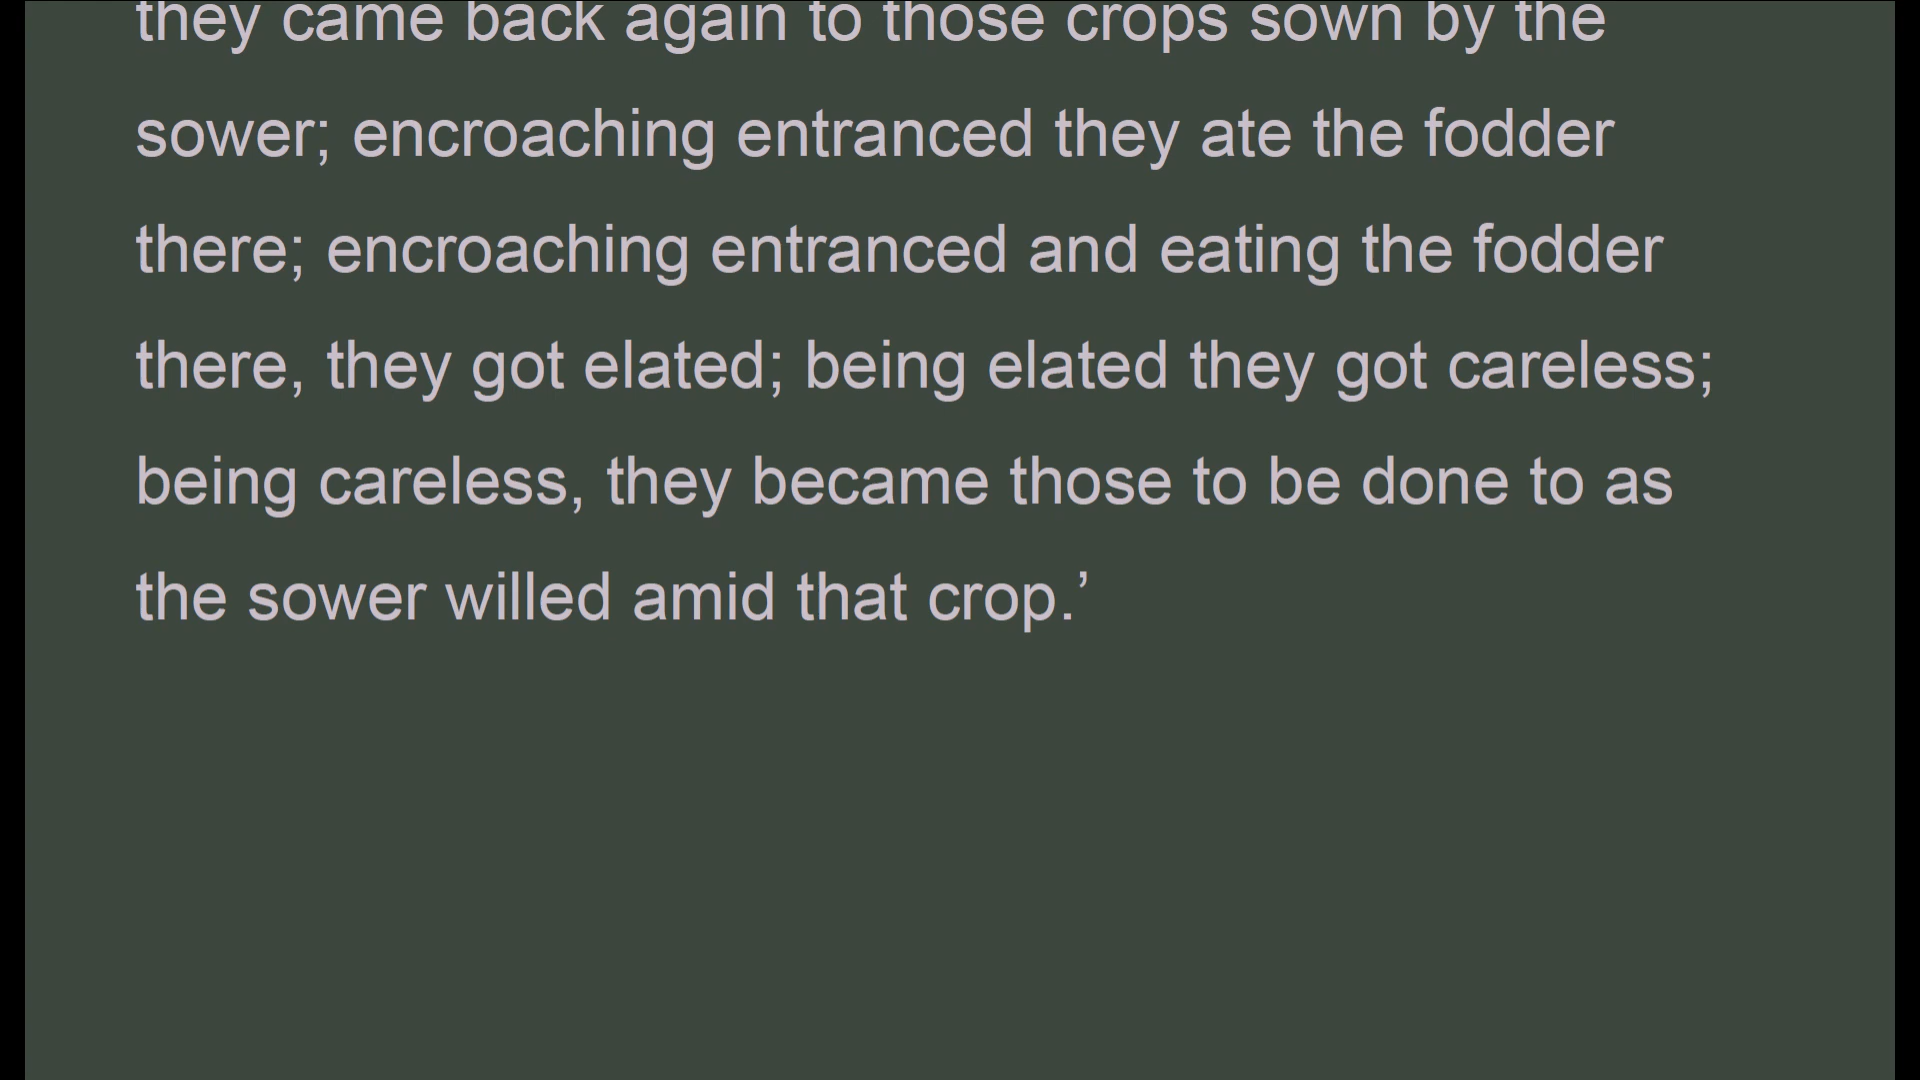 they came back again to those crops sown by the
sower; encroaching entranced they ate the fodder
there; encroaching entranced and eating the fodder
there, they got elated; being elated they got careless;
being careless, they became those to be done to as
the sower willed amid that crop.’